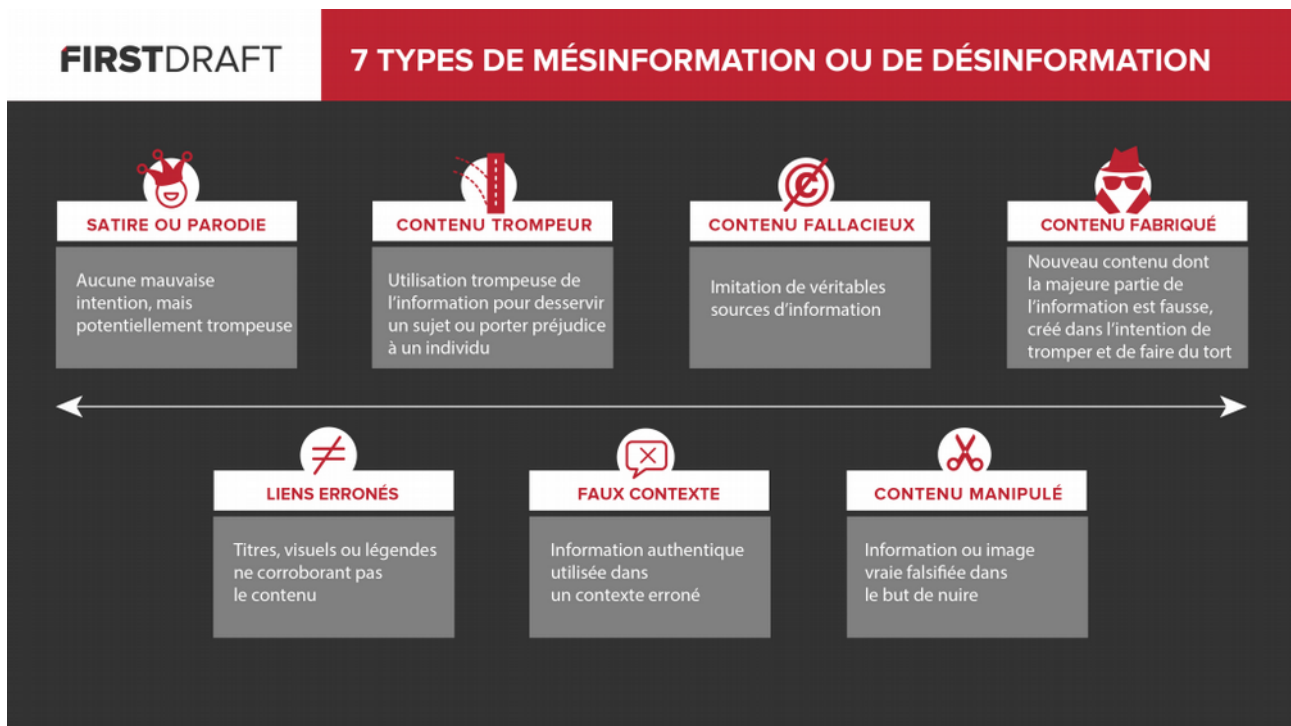 FIRSTDRAFT
7 TYPES DE MÉSINFORMATION OU DE DÉSINFORMATION
SATIRE OU PARODIE
Aucune mauvaise
intention, mais
potentiellement trompeuse
CONTENU TROMPEUR
Utilisation trompeuse de
l'information pour desservir
un sujet ou porter préjudice
à un individu
CONTENU FALLACIEUX
Imitation de véritables
sources d'information
CONTENU FABRIQUÉ
Nouveau contenu dont
la majeure partie de
l'information est fausse,
créé dans l'intention de
tromper et de faire du tort
LIENS ERRONÉS
Titres, visuels ou légendes
ne corroborant pas
le contenu
FAUX CONTEXTE
Information authentique
utilisée dans
un contexte erroné
CONTENU MANIPULÉ
Information ou image
vraie falsifiée dans
le but de nuire